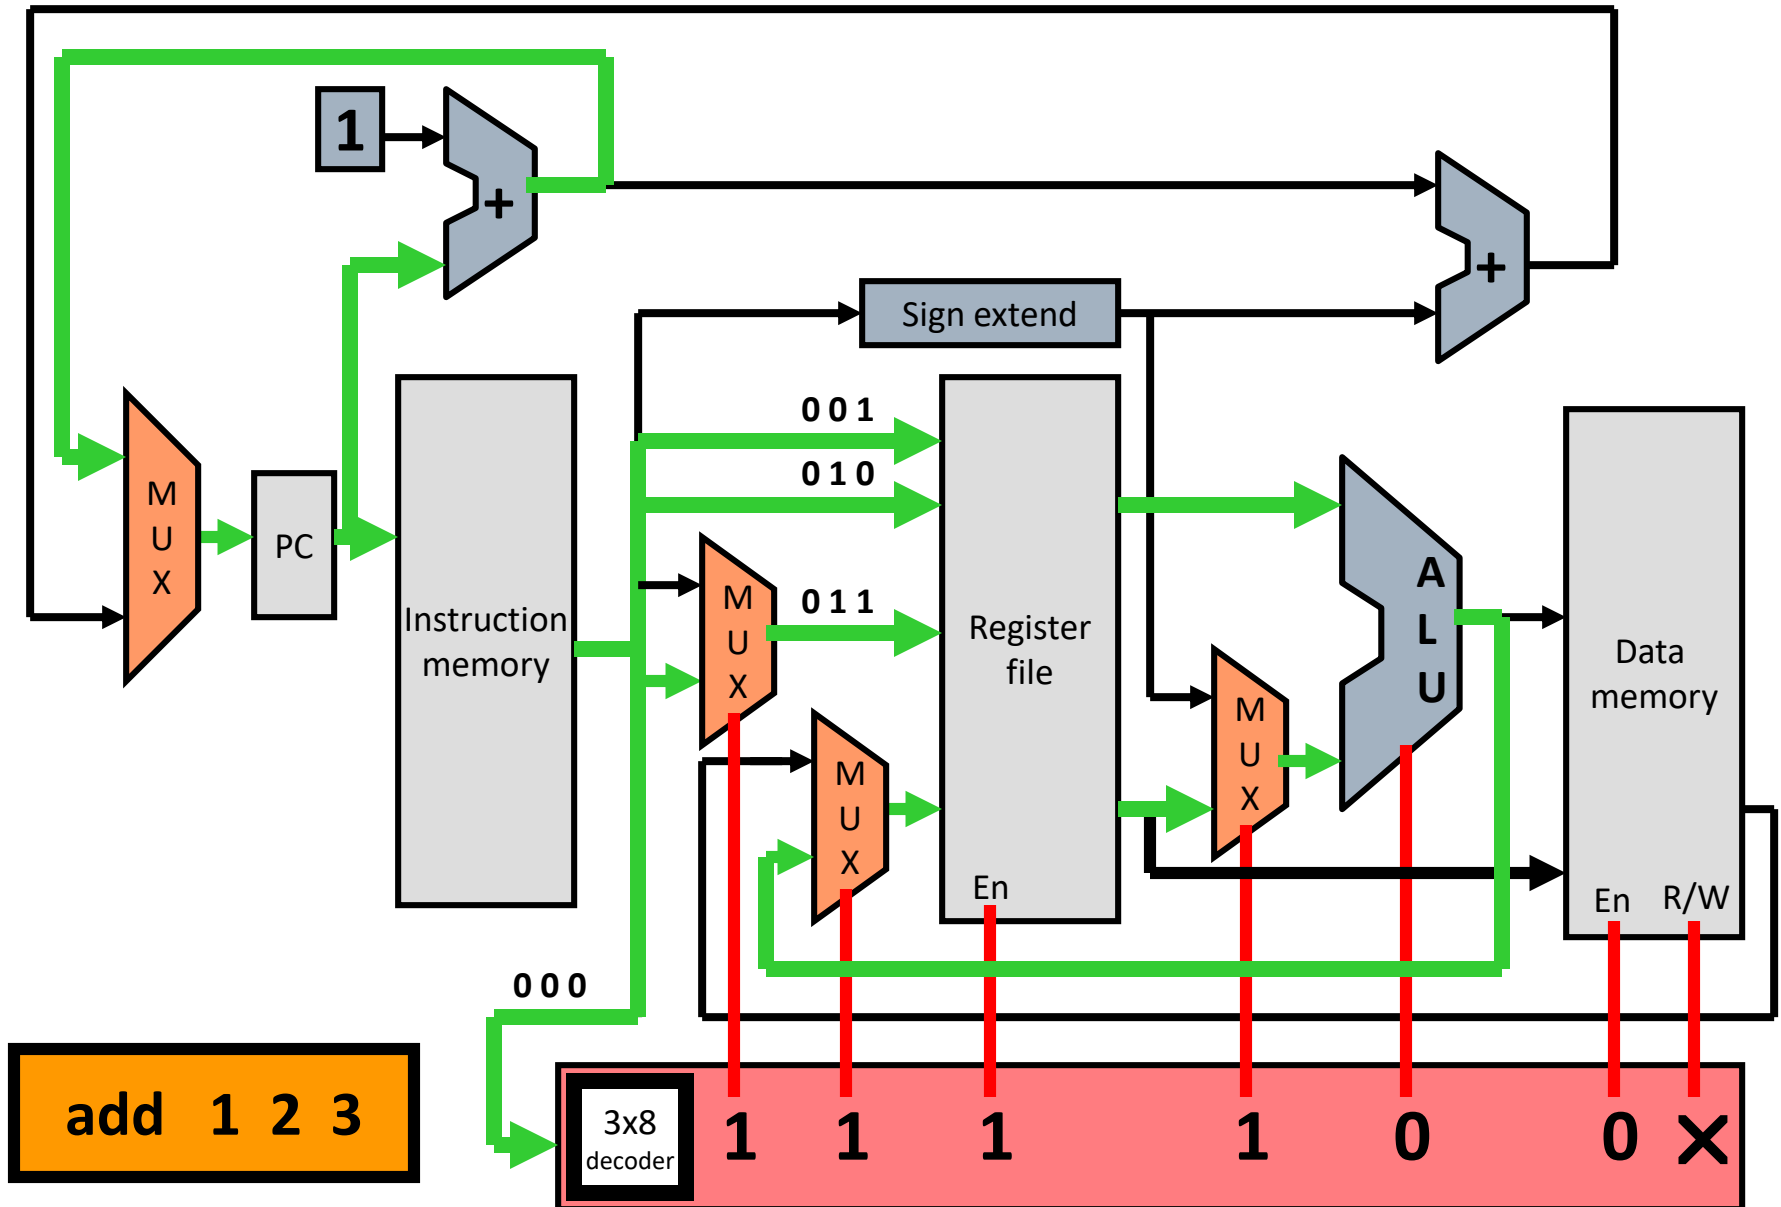 1
+
+
Sign extend
0 0 1
0 1 0
0 1 1
M
U
X
PC
Instruction
memory
M
U
X
M
U
X
Register
file
En
M
U
X
A
L
U
Data
memory
En R/W
0 0 0
add 1 2 3
3x8
decoder
1 1 1 1 0 0 X